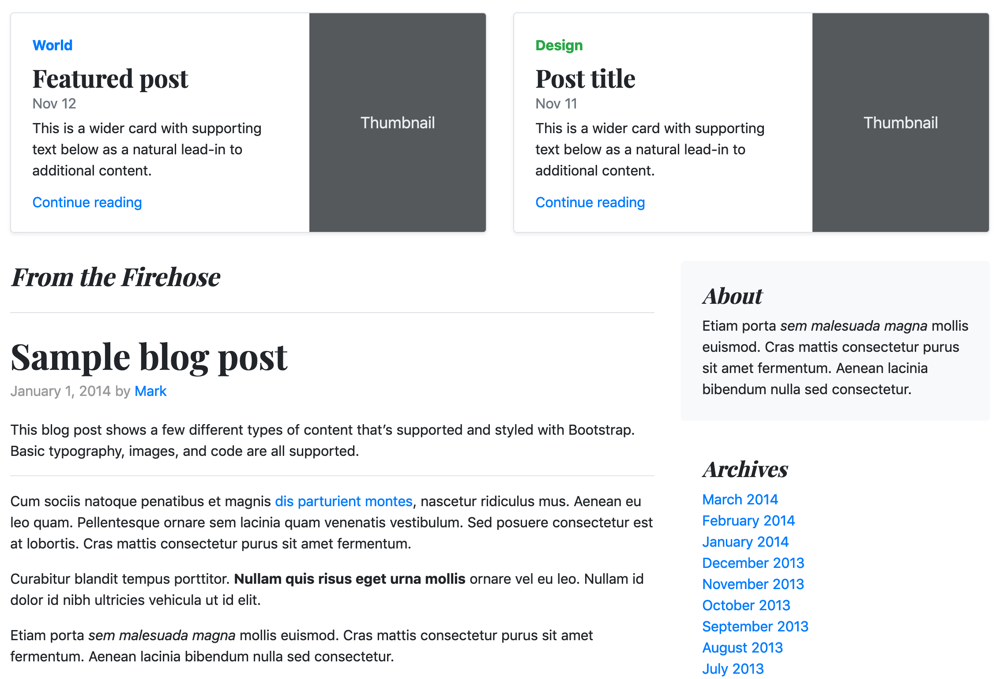 World
Featured post
Nov 12
This is a wider card with supporting
text below as a natural lead-in to
additional content.
Continue reading
Thumbnail
Design
Post title
Nov 11
This is a wider card with supporting
text below as a natural lead-in to
additional content.
Continue reading
Thumbnail
From the Firehose
Sample blog post
January 1, 2014 by Mark
This blog post shows a few different types of content that’s supported and styled with Bootstrap.
Basic typography, images, and code are all supported.
Cum sociis natoque penatibus et magnis dis parturient montes, nascetur ridiculus mus. Aenean eu
leo quam. Pellentesque ornare sem lacinia quam venenatis vestibulum. Sed posuere consectetur est
at lobortis. Cras mattis consectetur purus sit amet fermentum.
Curabitur blandit tempus porttitor. Nullam quis risus eget urna mollis ornare vel eu leo. Nullam id
dolor id nibh ultricies vehicula ut id elit.
Etiam porta sem malesuada magna mollis euismod. Cras mattis consectetur purus sit amet
fermentum. Aenean lacinia bibendum nulla sed consectetur.
About
Etiam porta sem malesuada magna mollis
euismod. Cras mattis consectetur purus
sit amet fermentum. Aenean lacinia
bibendum nulla sed consectetur.
Archives
March 2014
February 2014
January 2014
December 2013
November 2013
October 2013
September 2013
August 2013
July 2013